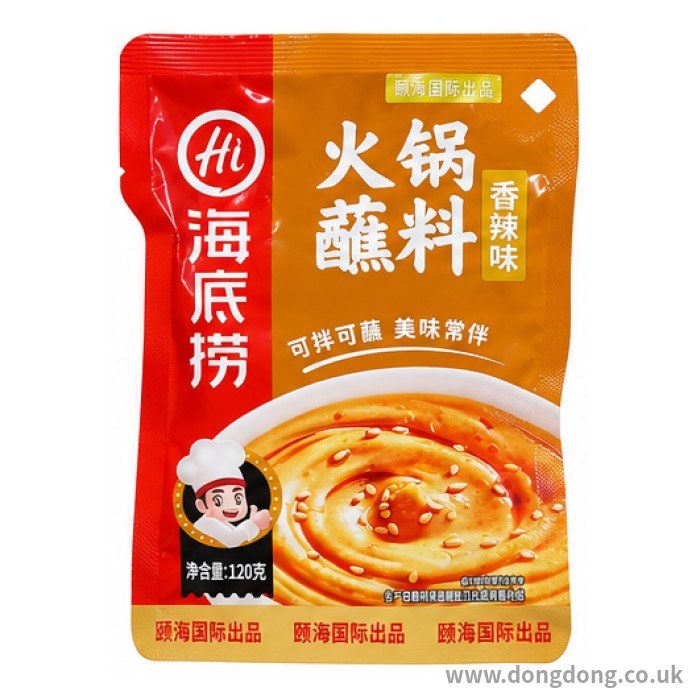 颐海国际出品
Hi
海底捞
火锅
蘸料
香辣味
可拌可蘸 美味常伴
净含量:120克
颐海国际出品 颐海国际出品 颐海国际出品
www.dongdong.co.uk